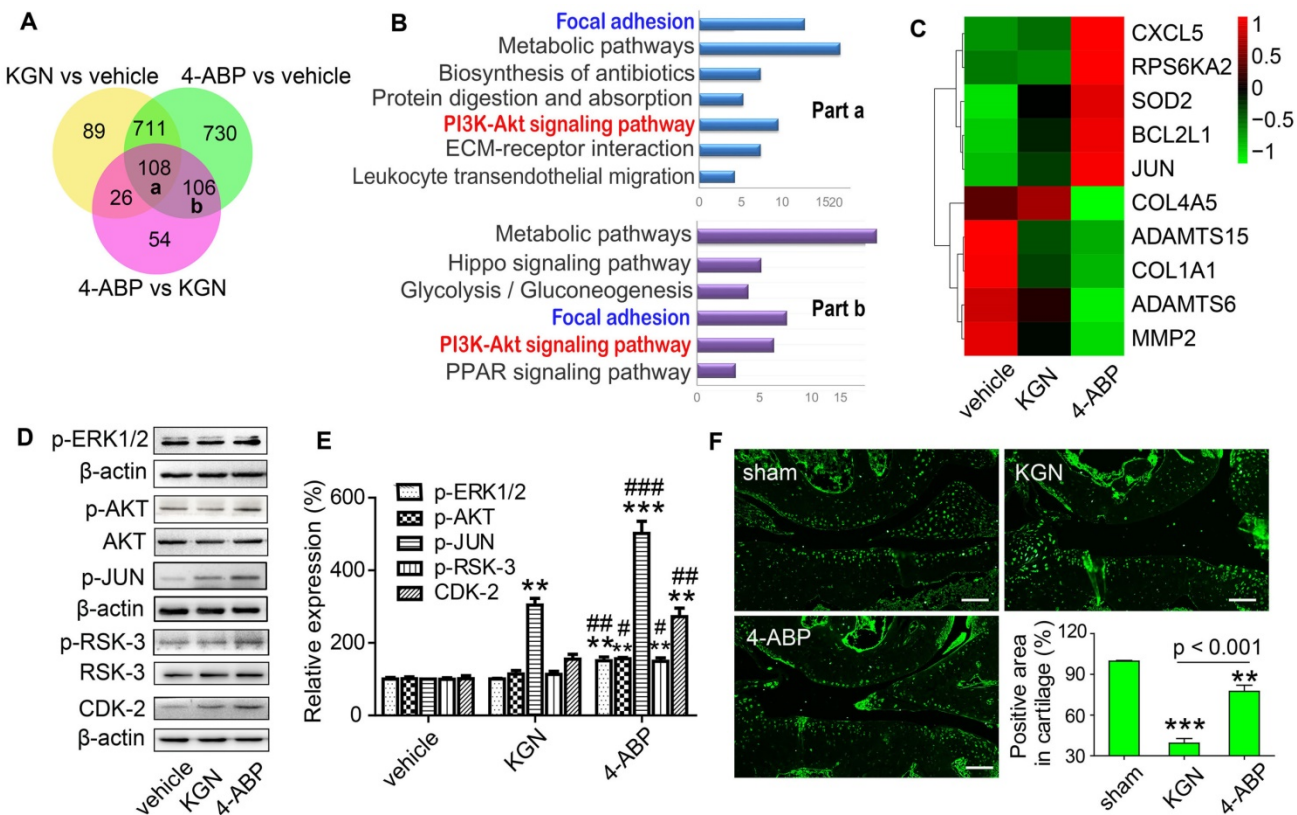 A
KGN vs vehicle
4-ABP vs vehicle
89
711
730
108
a
26
106
b
54
4-ABP vs KGN
B
Focal adhesion
Metabolic pathways
Biosynthesis of antibiotics
Protein digestion and absorption
Part a
PI3K-Akt signaling pathway
ECM-receptor interaction
Leukocyte transendothelial migration
0 5 10 1520
Metabolic pathways
Hippo signaling pathway
Glycolysis / Gluconeogenesis
Part b
Focal adhesion
PI3K-Akt signaling pathway
PPAR signaling pathway
0 5 10 15
C
CXCL5
RPS6KA2
SOD2
BCL2L1
JUN
COL4A5
ADAMTS15
COL1A1
ADAMTS6
MMP2
1
0.5
0
−0.5
−1
vehicle KGN 4-ABP
D
p-ERK1/2
β-actin
p-AKT
AKT
p-JUN
β-actin
p-RSK-3
RSK-3
CDK-2
β-actin
vehicle KGN 4-ABP
E
Relative expression (%)
600
400
200
0
p-ERK1/2
p-AKT
p-JUN
p-RSK-3
CDK-2
**
##
**
#
**
###
***
#
**
##
**
vehicle KGN 4-ABP
F
sham
KGN
4-ABP
Positive area
in cartilage (%)
120
90
60
30
p < 0.001
***
**
sham KGN 4-ABP